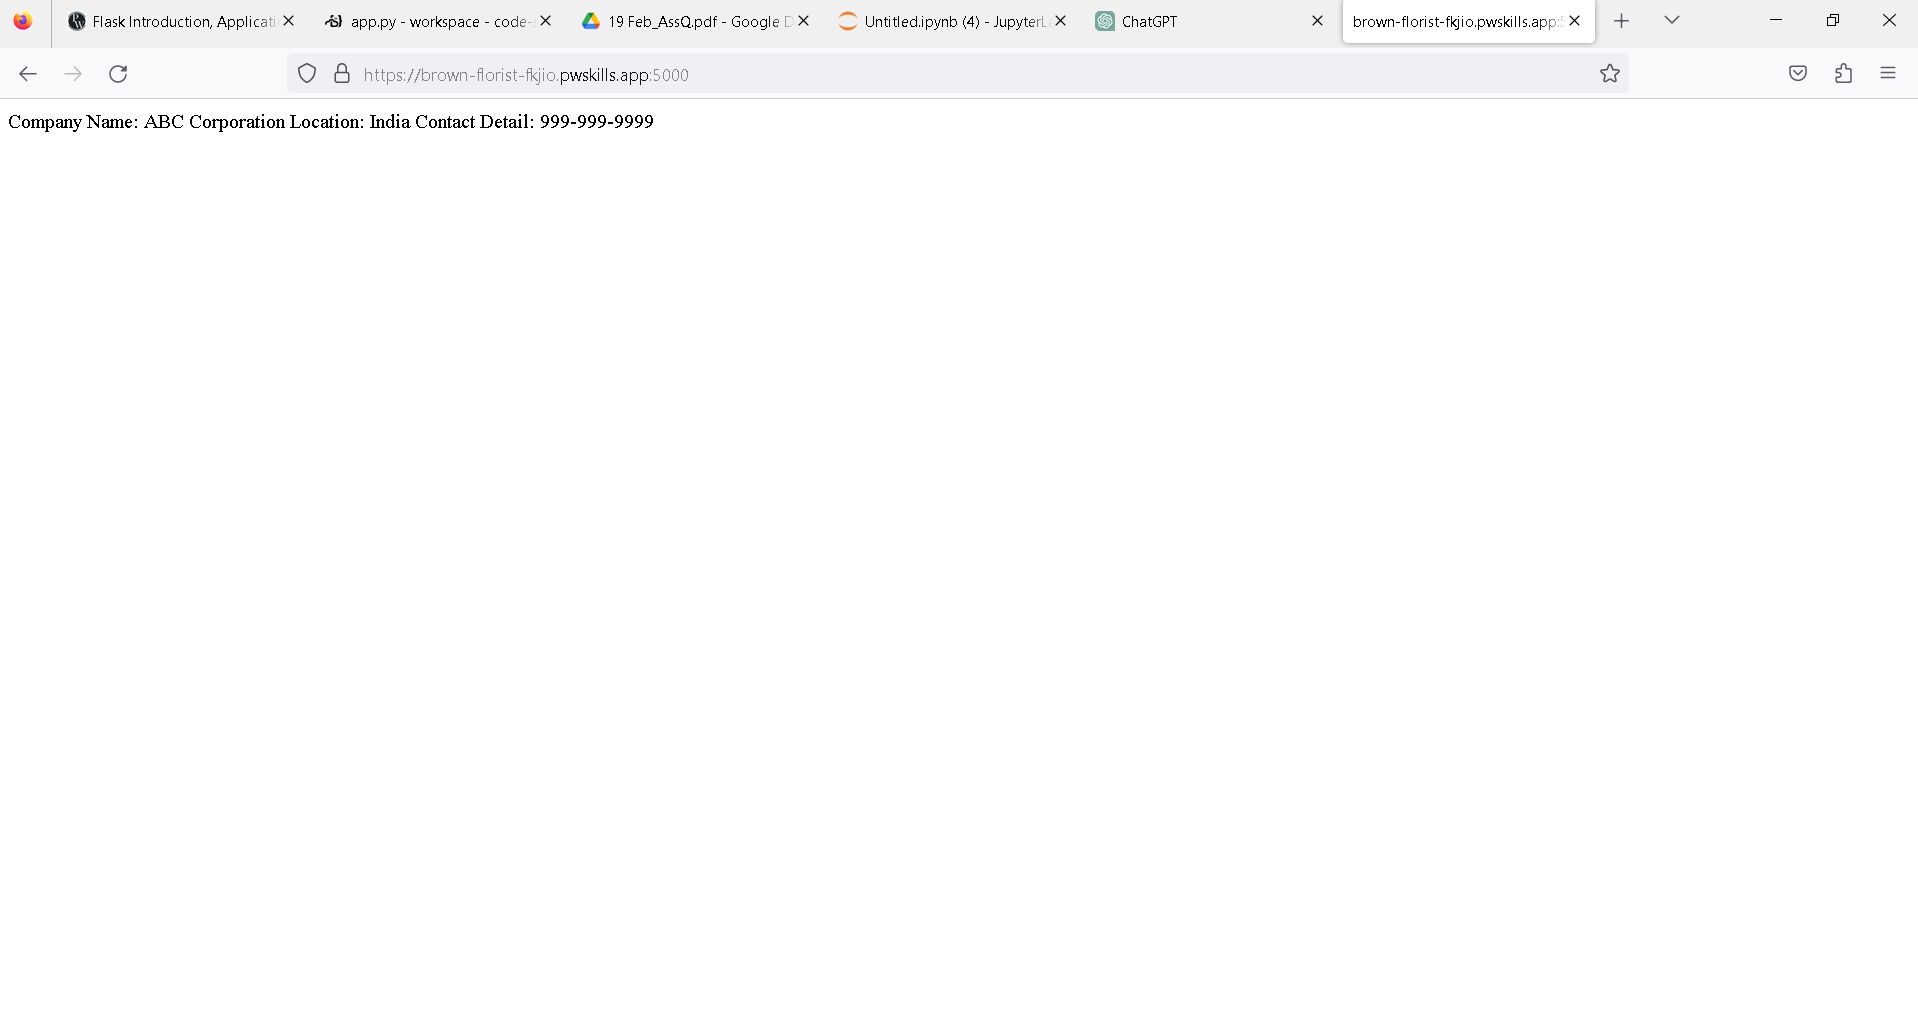 Flask Introduction, Applicati
app.py - workspace - code-s
19 Feb_AssQ.pdf - Google D
Untitled.ipynb (4) - JupyterL
ChatGPT
brown-florist-fkjio.pwskills.app:5
https://brown-florist-fkjio.pwskills.app:5000
Company Name: ABC Corporation Location: India Contact Detail: 999-999-9999